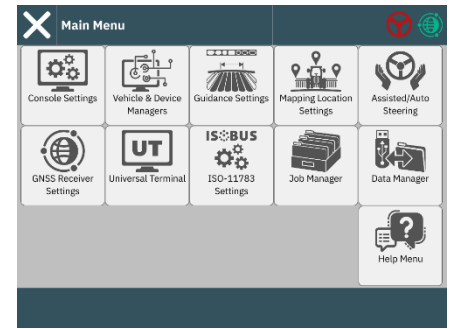 Main Menu
Console Settings
Vehicle & Device
Managers
Guidance Settings
Mapping Location
Settings
Assisted/Auto
Steering
GNSS Receiver
Settings
UT
Universal Terminal
IS:BUS
ISO-11783
Settings
Job Manager
Data Manager
?
Help Menu